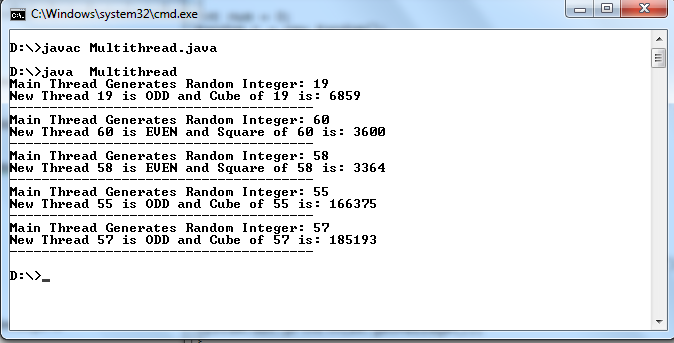 C:\Windows\system32\cmd.exe
D:\>javac Multithread.java
D:\>java  Multithread
Main Thread Generates Random Integer: 19
New Thread 19 is ODD and Cube of 19 is: 6859
--------------------------------------
Main Thread Generates Random Integer: 60
New Thread 60 is EVEN and Square of 60 is: 3600
--------------------------------------
Main Thread Generates Random Integer: 58
New Thread 58 is EVEN and Square of 58 is: 3364
--------------------------------------
Main Thread Generates Random Integer: 55
New Thread 55 is ODD and Cube of 55 is: 166375
--------------------------------------
Main Thread Generates Random Integer: 57
New Thread 57 is ODD and Cube of 57 is: 185193
--------------------------------------
D:\>_